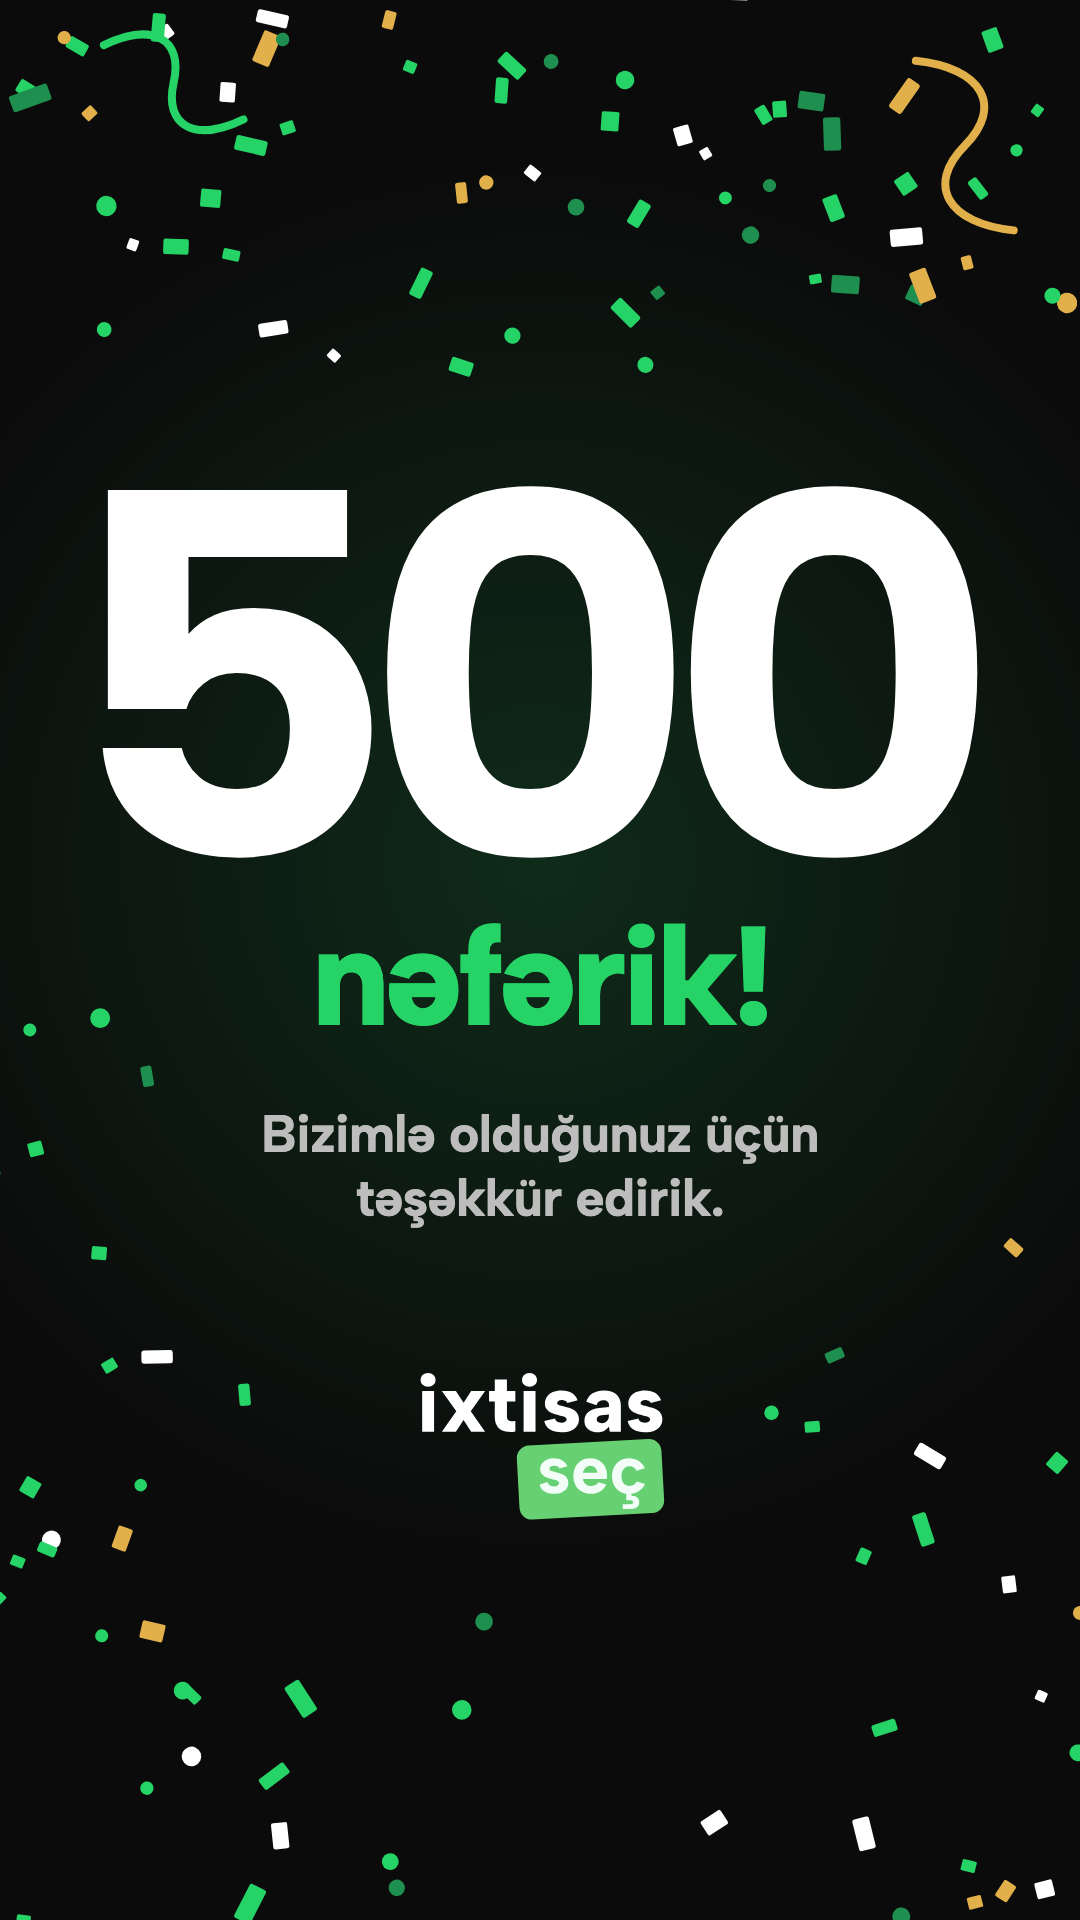 500
nəfərik!
Bizimlə olduğunuz üçün
təşəkkür edirik.
ixtisas
seç